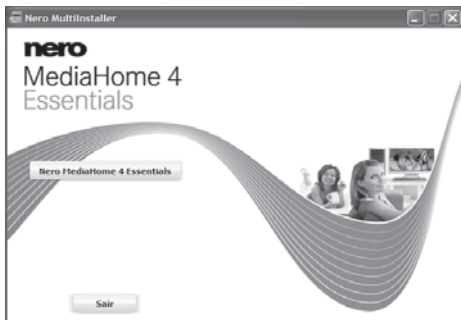 Nero MultiInstaller
nero
MediaHome 4
Essentials
Nero MediaHome 4 Essentials
Sair